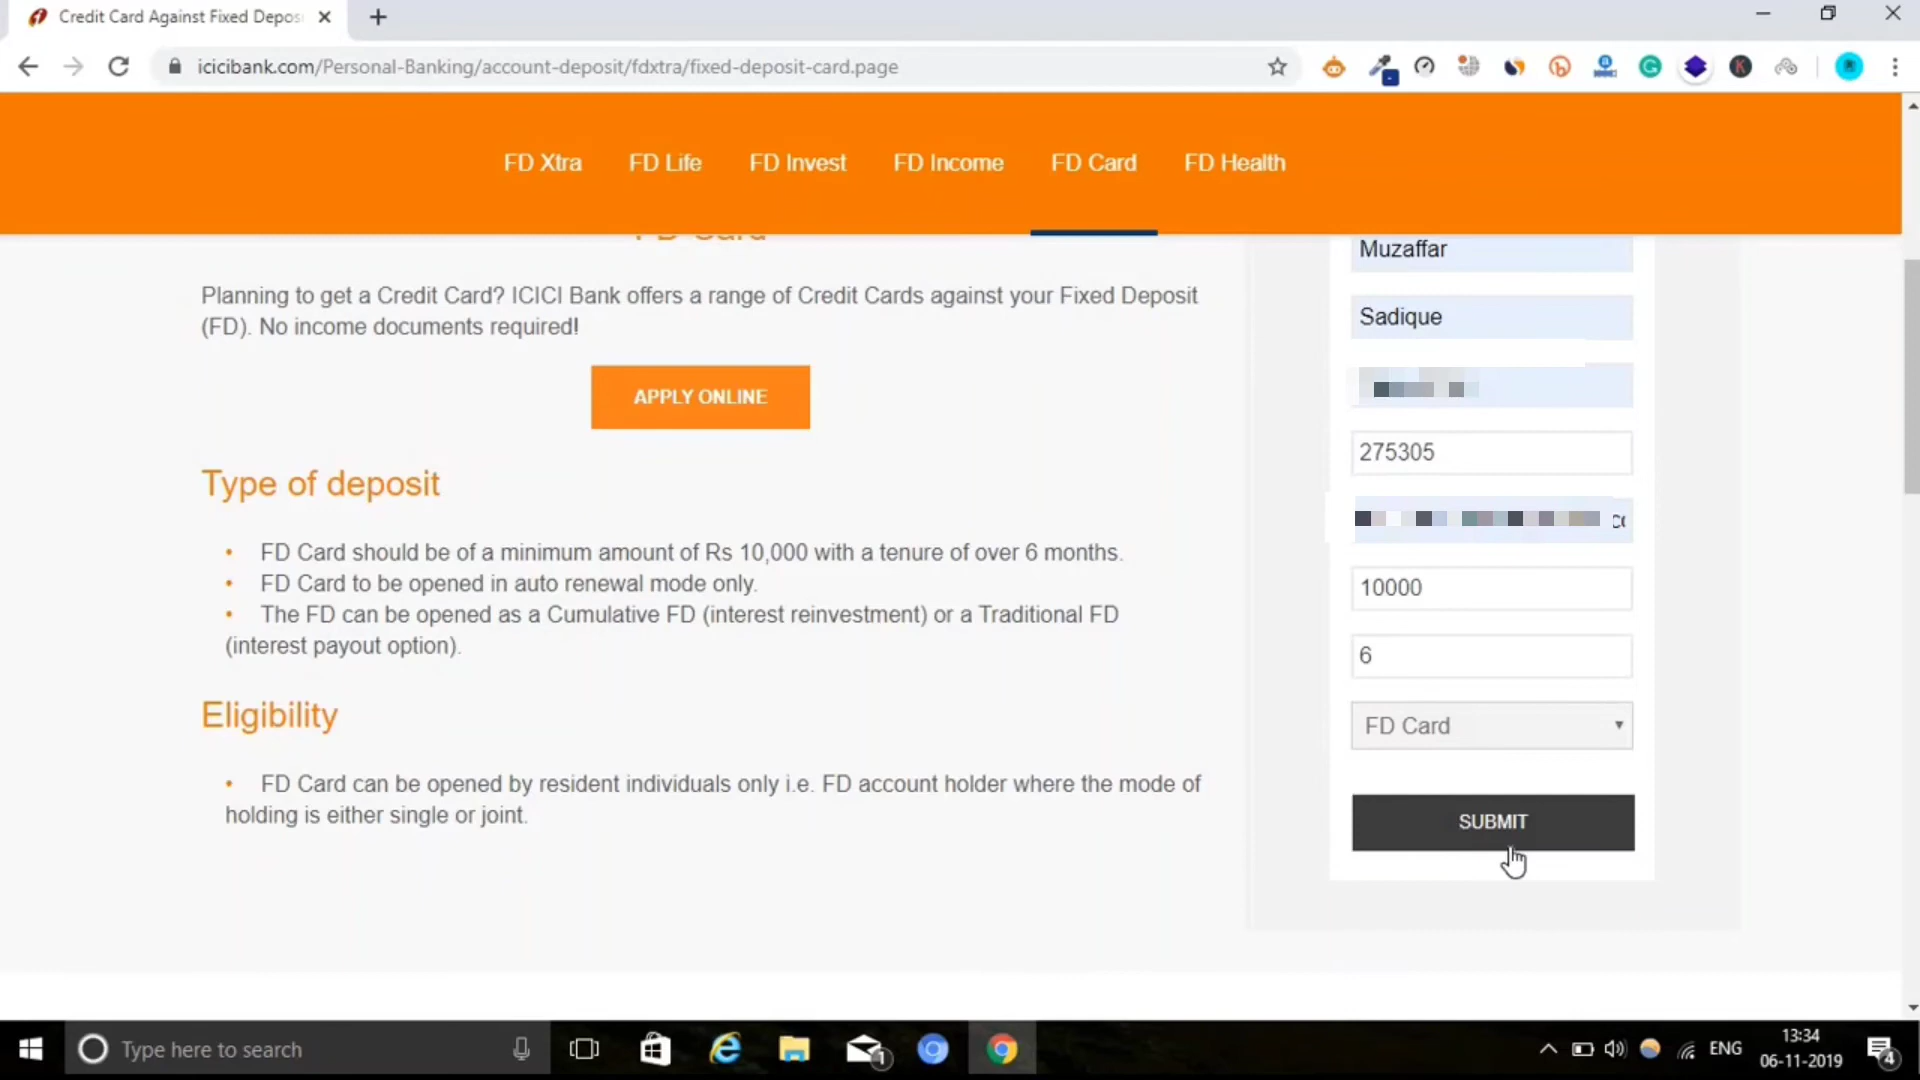 Credit Card Against Fixed Depos
icicibank.com/Personal-Banking/account-deposit/fdxtra/fixed-deposit-card.page
FD Xtra
FD Life
FD Invest
FD Income
FD Card
FD Health
FD Card
Planning to get a Credit Card? ICICI Bank offers a range of Credit Cards against your Fixed Deposit
(FD). No income documents required!
APPLY ONLINE
Type of deposit
• FD Card should be of a minimum amount of Rs 10,000 with a tenure of over 6 months.
• FD Card to be opened in auto renewal mode only.
• The FD can be opened as a Cumulative FD (interest reinvestment) or a Traditional FD
(interest payout option).
Eligibility
• FD Card can be opened by resident individuals only i.e. FD account holder where the mode of
holding is either single or joint.
Muzaffar
Sadique
275305
10000
6
FD Card
SUBMIT
Type here to search
1
ENG
13:34
06-11-2019
4